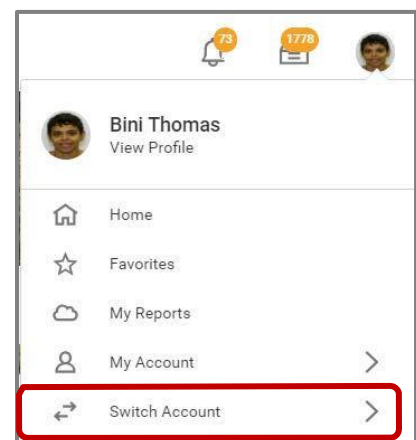 73 1778
Bini Thomas
View Profile
Home
Favorites
My Reports
My Account
Switch Account